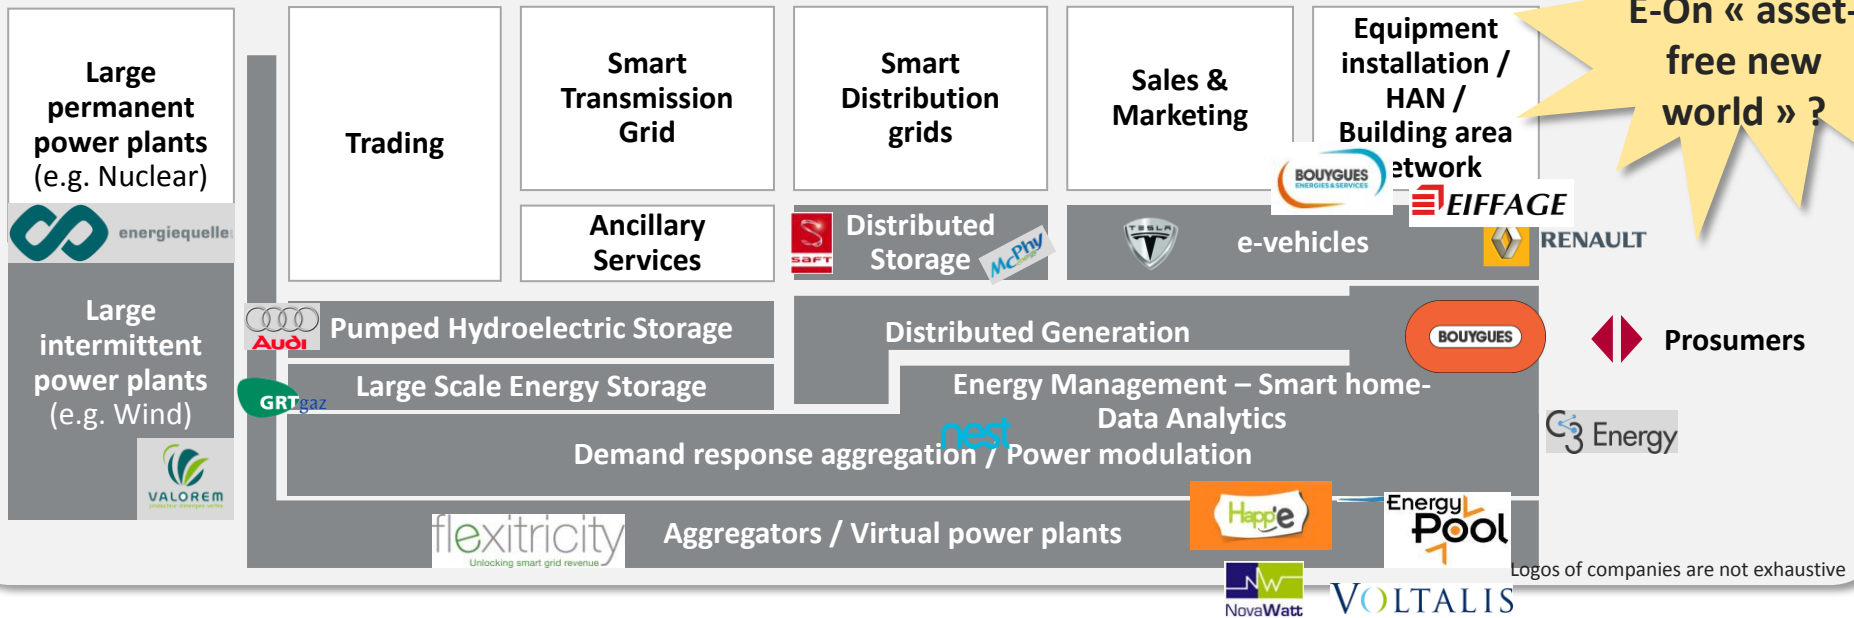 Large
permanent
power plants
(e.g. Nuclear)
energiequelle
Large
intermittent
power plants
(e.g. Wind)
VALOREM
Trading
Smart
Transmission
Grid
Ancillary
Services
Smart
Distribution
grids
SAFT
Distributed
Storage
McPhy
Sales &
Marketing
Equipment
installation /
HAN /
Building area
etwork
BOUYGUES
ENERGIES & SERVICES
EIFFAGE
TESLA
e-vehicles
RENAULT
E-On « asset-
free new
world » ?
Audi
Pumped Hydroelectric Storage
GRTgaz
Large Scale Energy Storage
Distributed Generation
BOUYGUES
Prosumers
Energy Management – Smart home-
Data Analytics
nest
C3 Energy
Demand response aggregation / Power modulation
flexitricity
Unlocking smart grid revenue
Aggregators / Virtual power plants
Happ'e
Energy
Pool
NovaWatt
VOLTALIS
Logos of companies are not exhaustive